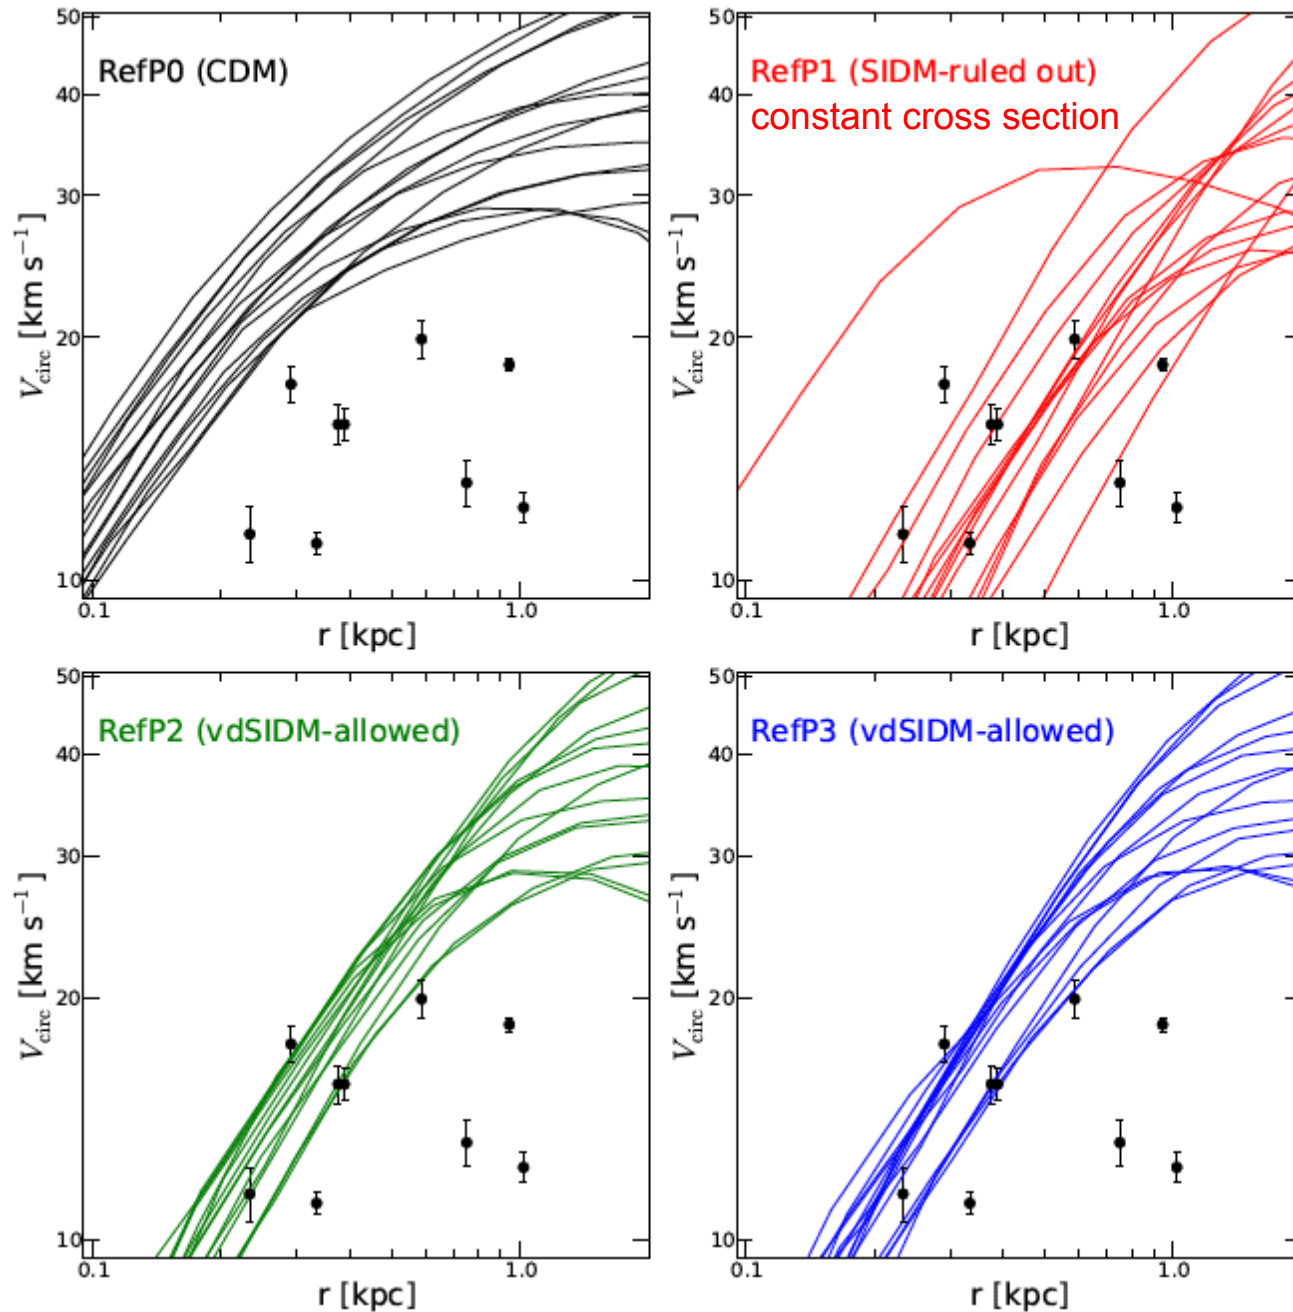 50
40
30
20
10
V_circ [km s⁻¹]
RefP0 (CDM)
0.1
1.0
r [kpc]
50
40
30
20
10
V_circ [km s⁻¹]
RefP1 (SIDM-ruled out)
constant cross section
0.1
1.0
r [kpc]
50
40
30
20
10
V_circ [km s⁻¹]
RefP2 (vdSIDM-allowed)
0.1
1.0
r [kpc]
50
40
30
20
10
V_circ [km s⁻¹]
RefP3 (vdSIDM-allowed)
0.1
1.0
r [kpc]